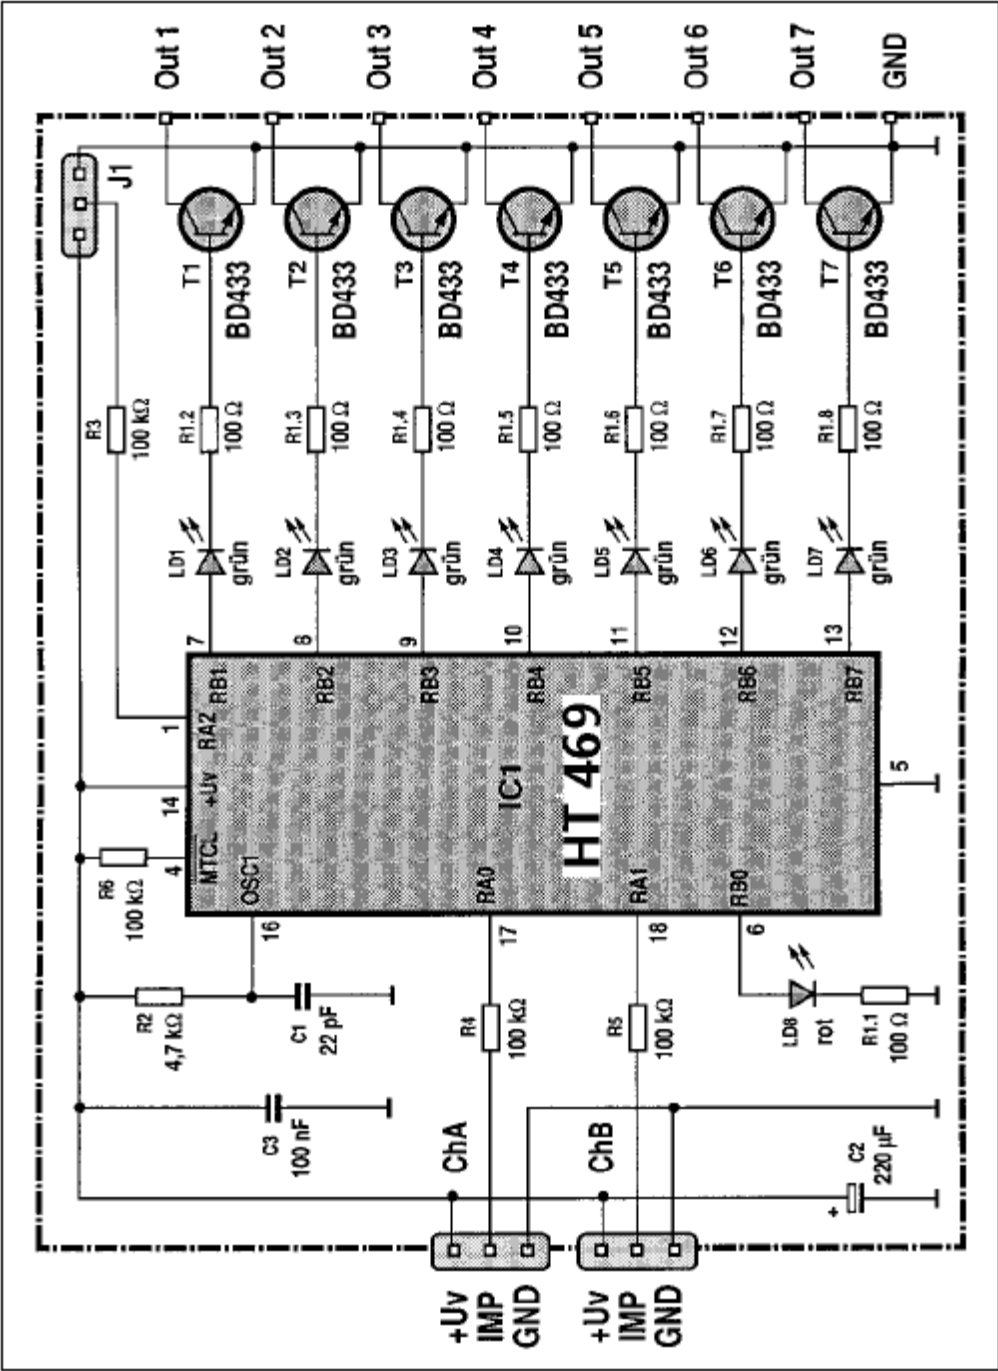 Out 1
Out 2
Out 3
Out 4
Out 5
Out 6
Out 7
GND
J1
T1
BD433
T2
BD433
T3
BD433
T4
BD433
T5
BD433
T6
BD433
T7
BD433
R3
100 kΩ
R1.2
100 Ω
R1.3
100 Ω
R1.4
100 Ω
R1.5
100 Ω
R1.6
100 Ω
R1.7
100 Ω
R1.8
100 Ω
LD1
grün
LD2
grün
LD3
grün
LD4
grün
LD5
grün
LD6
grün
LD7
grün
7
8
9
10
11
12
13
RB1
RB2
RB3
RB4
RB5
RB6
RB7
1
RA2
14
+Uv
4
MTCL
OSC1
16
IC1
HT 469
RA0
17
RA1
18
RB0
6
5
R6
100 kΩ
R2
4,7 kΩ
C1
22 pF
R4
100 kΩ
R5
100 kΩ
LD8
rot
R1.1
100 Ω
C3
100 nF
ChA
ChB
+
C2
220 µF
+Uv
IMP
GND
+Uv
IMP
GND